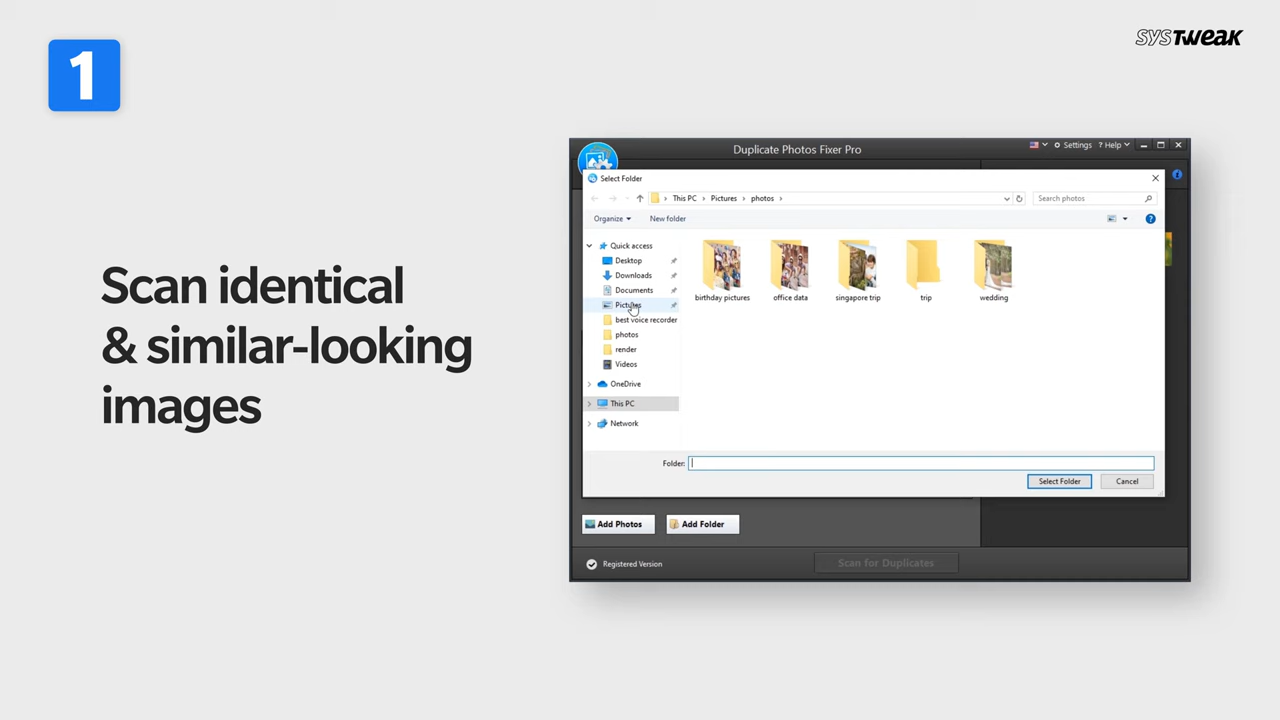 1
SYSTWEAK
Scan identical
& similar-looking
images
Duplicate Photos Fixer Pro
Settings
? Help
Select Folder
This PC > Pictures > photos >
Search photos
Organize
New folder
Quick access
Desktop
Downloads
Documents
Pictures
best voice recorder
photos
render
Videos
OneDrive
This PC
Network
birthday pictures
office data
singapore trip
trip
wedding
Folder:
Select Folder
Cancel
Add Photos
Add Folder
Registered Version
Scan for Duplicates